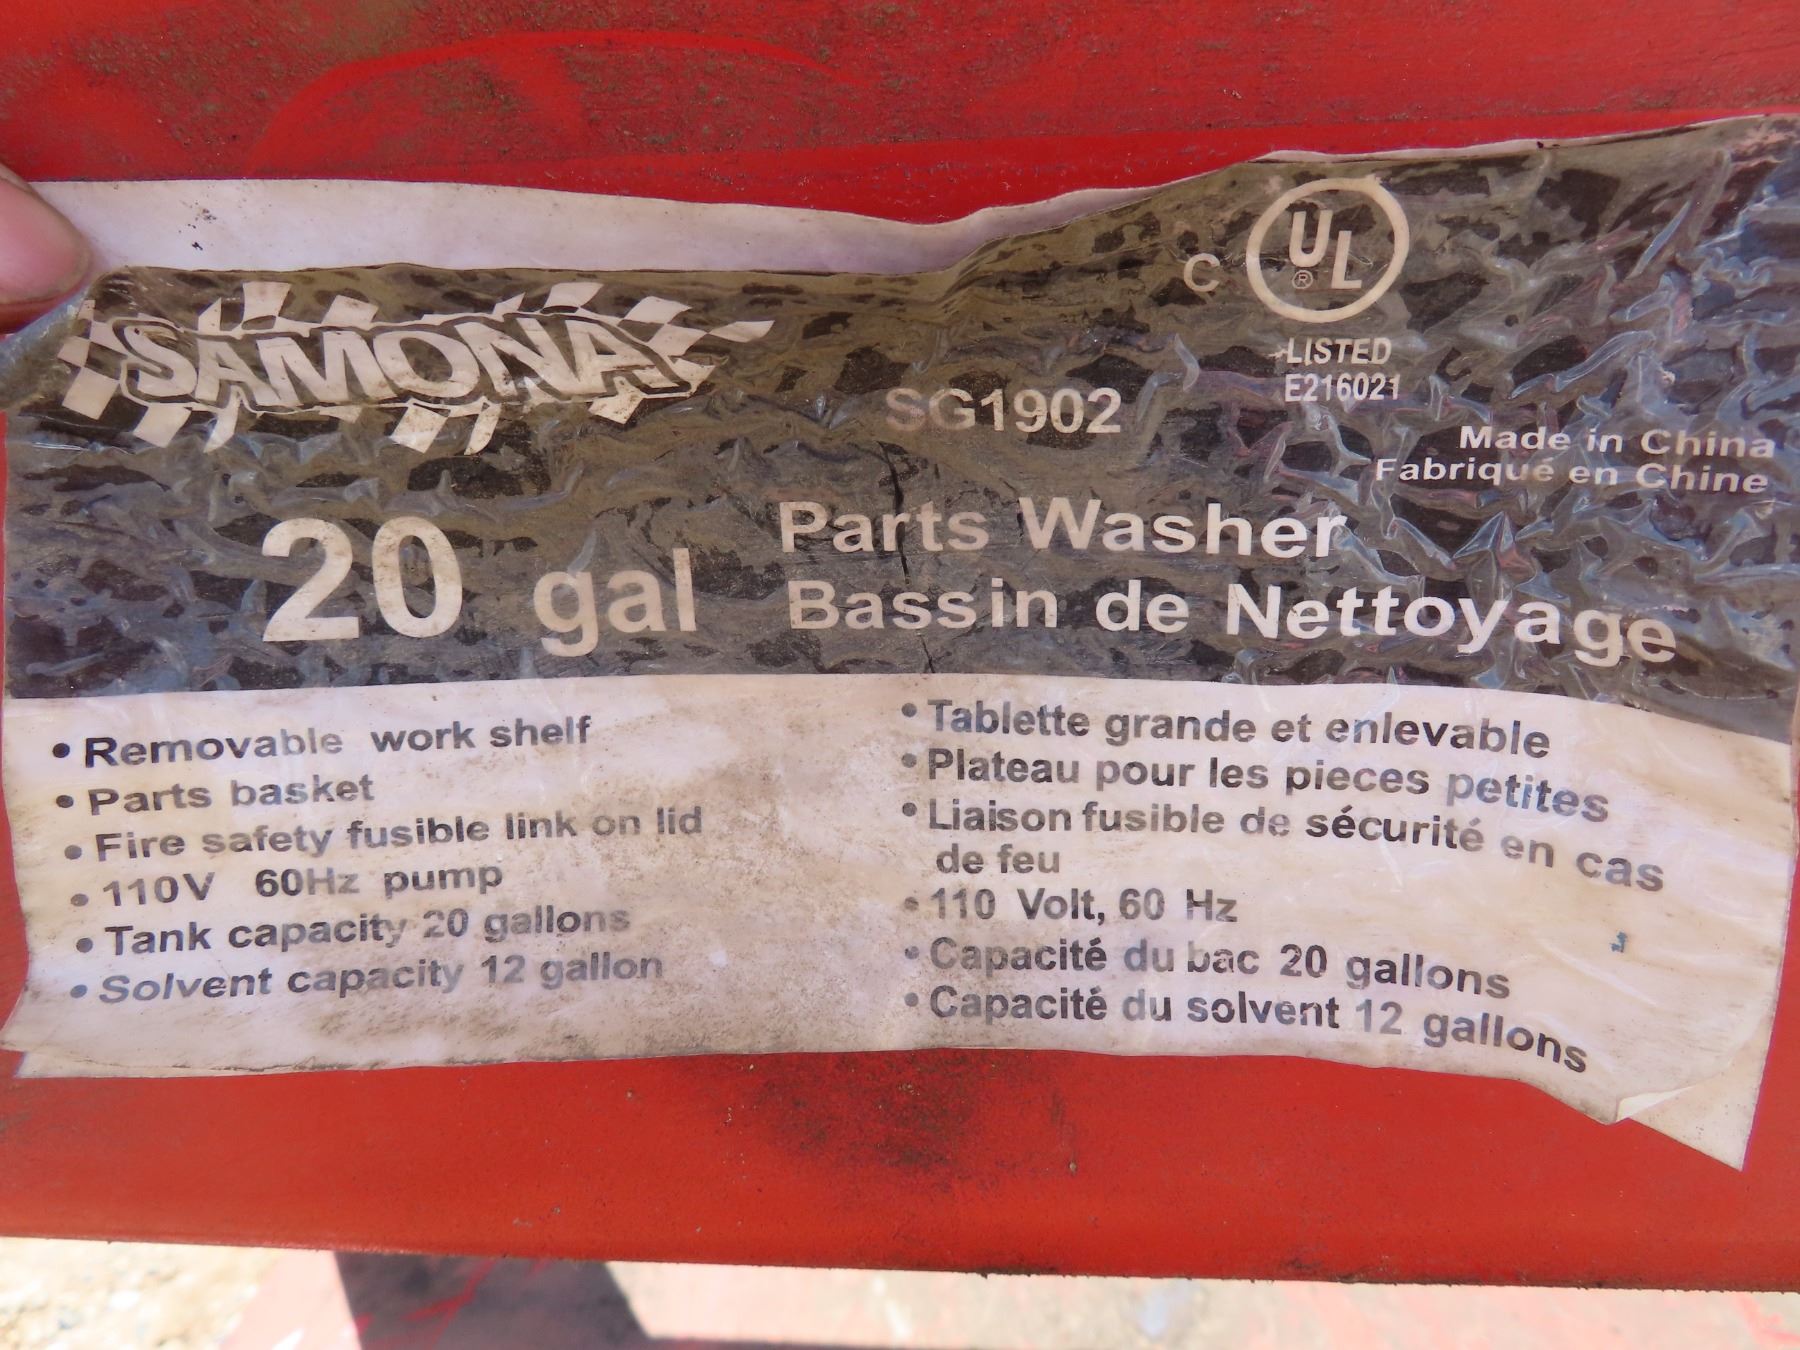 SAMONA
C UL ®
LISTED
E216021
SG1902
Made in China
Fabriqué en Chine
20 gal
Parts Washer
Bassin de Nettoyage
• Removable work shelf
• Parts basket
• Fire safety fusible link on lid
• 110V 60Hz pump
• Tank capacity 20 gallons
• Solvent capacity 12 gallon
• Tablette grande et enlevable
• Plateau pour les pieces petites
• Liaison fusible de sécurité en cas
de feu
• 110 Volt, 60 Hz
• Capacité du bac 20 gallons
• Capacité du solvent 12 gallons